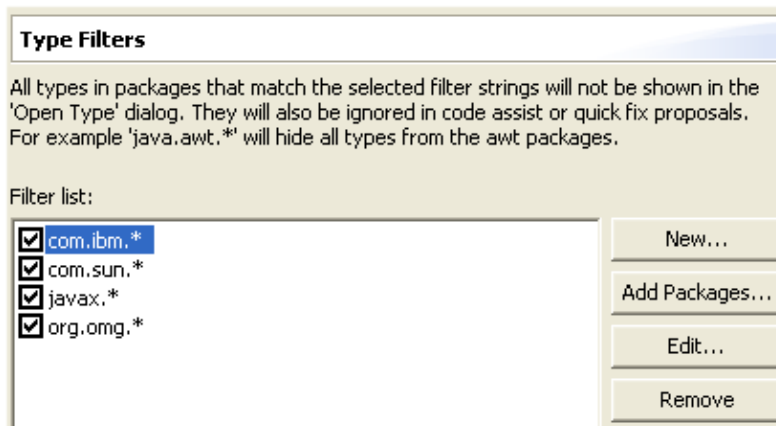 Type Filters
All types in packages that match the selected filter strings will not be shown in the
'Open Type' dialog. They will also be ignored in code assist or quick fix proposals.
For example 'java.awt.*' will hide all types from the awt packages.
Filter list:
com.ibm.*
com.sun.*
javax.*
org.omg.*
New...
Add Packages...
Edit...
Remove